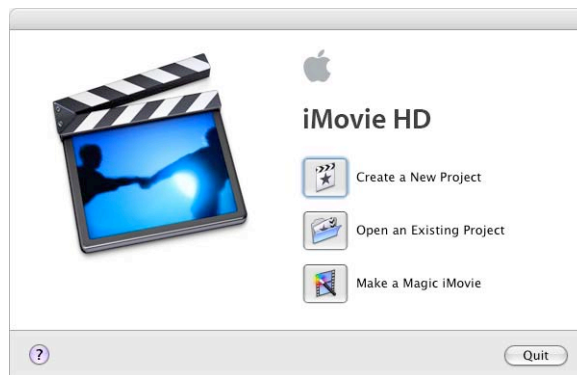 iMovie HD
Create a New Project
Open an Existing Project
Make a Magic iMovie
?
Quit